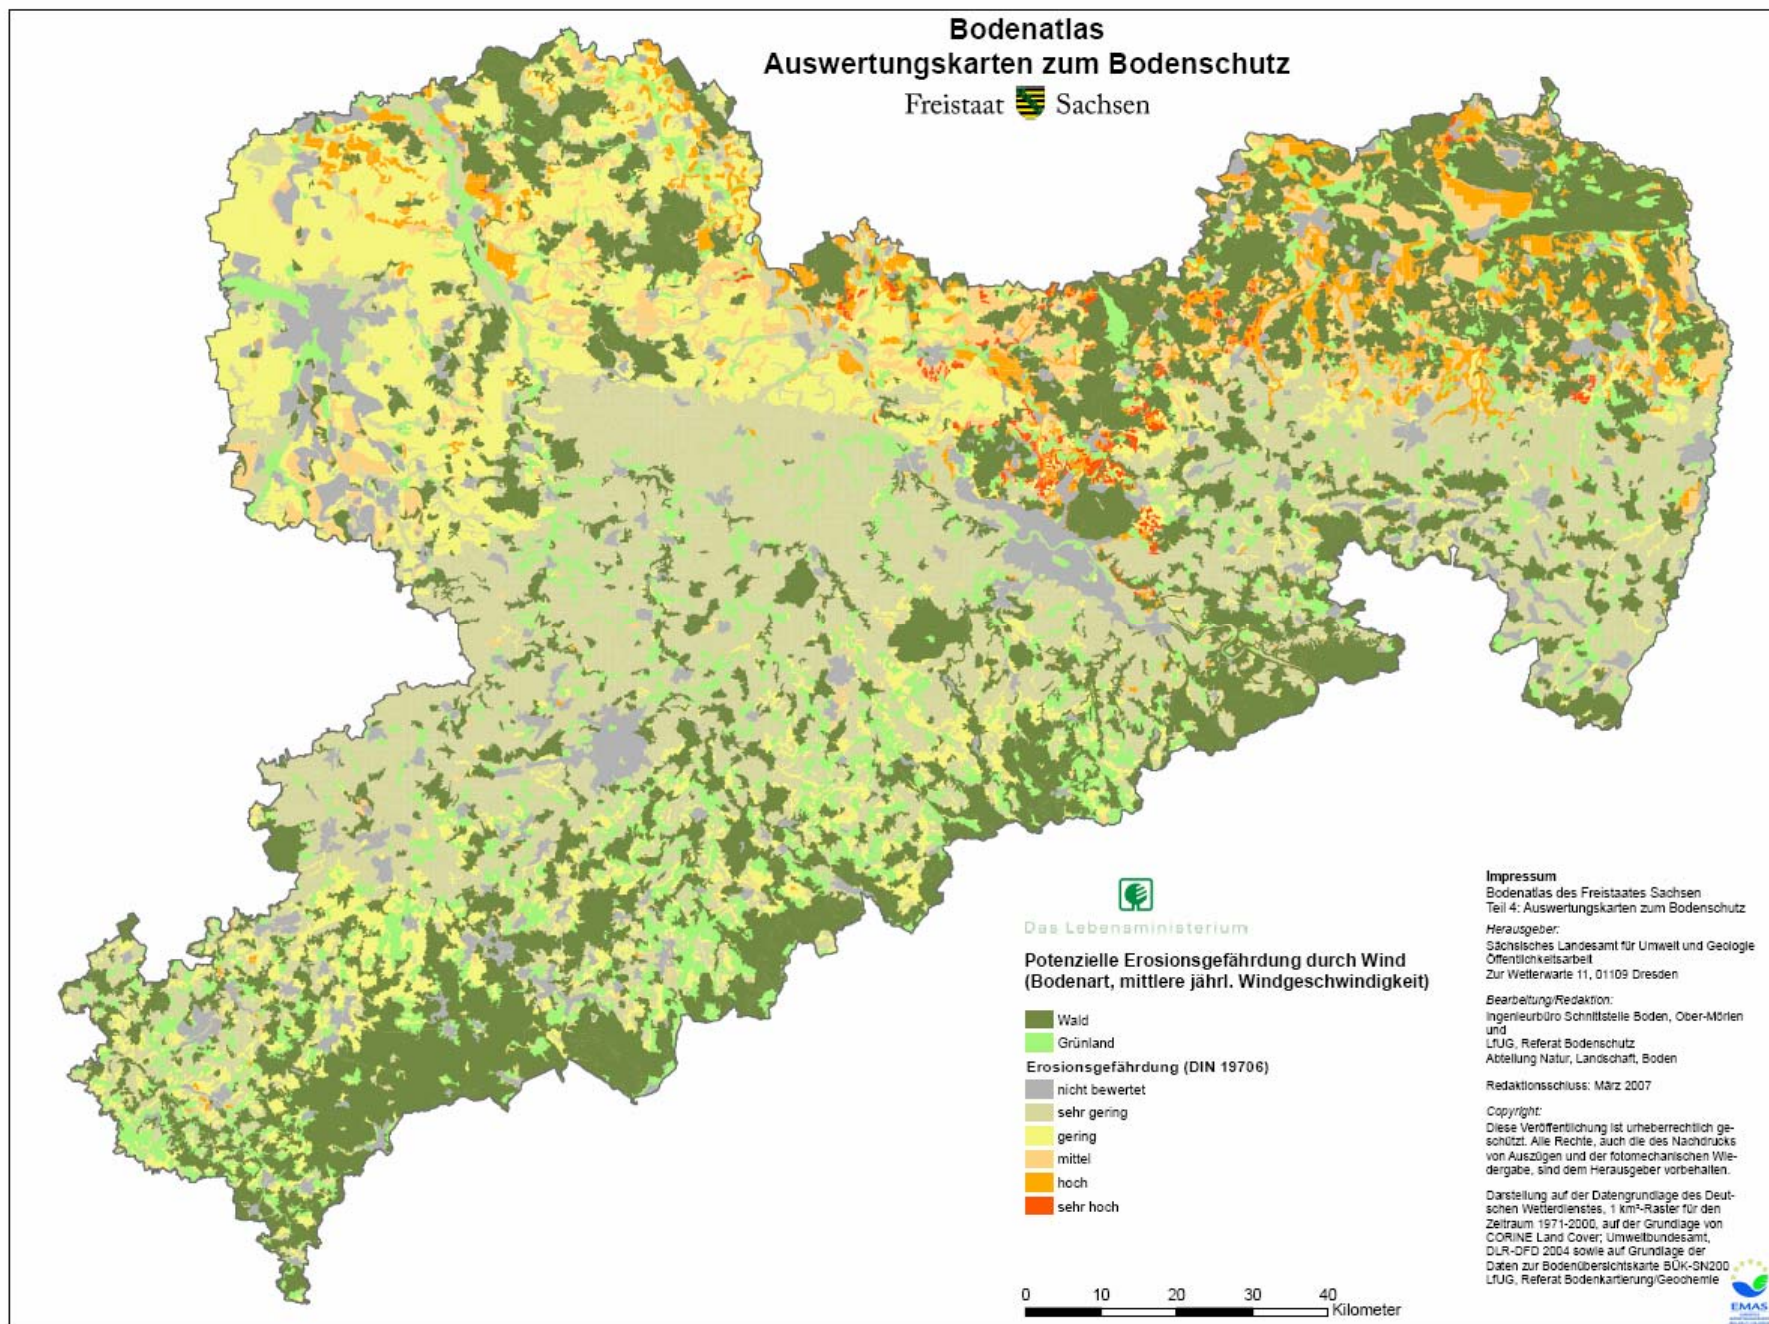 Bodenatlas
Auswertungskarten zum Bodenschutz
Freistaat Sachsen
Das Lebensministerium
Potenzielle Erosionsgefährdung durch Wind
(Bodenart, mittlere jährl. Windgeschwindigkeit)
Wald
Grünland
Erosionsgefährdung (DIN 19706)
nicht bewertet
sehr gering
gering
mittel
hoch
sehr hoch
0 10 20 30 40
Kilometer
Impressum
Bodenatlas des Freistaates Sachsen
Teil 4: Auswertungskarten zum Bodenschutz
Herausgeber:
Sächsisches Landesamt für Umwelt und Geologie
Öffentlichkeitsarbeit
Zur Wetterwarte 11, 01109 Dresden
Bearbeitung/Redaktion:
Ingenieurbüro Schnittstelle Boden, Ober-Mörlen
und
LfUG, Referat Bodenschutz
Abteilung Natur, Landschaft, Boden
Redaktionsschluss: März 2007
Copyright:
Diese Veröffentlichung ist urheberrechtlich ge-
schützt. Alle Rechte, auch die des Nachdrucks
von Auszügen und der fotomechanischen Wie-
dergabe, sind dem Herausgeber vorbehalten.
Darstellung auf der Datengrundlage des Deut-
schen Wetterdienstes, 1 km²-Raster für den
Zeitraum 1971-2000, auf der Grundlage von
CORINE Land Cover; Umweltbundesamt,
DLR-DFD 2004 sowie auf Grundlage der
Daten zur Bodenübersichtskarte BÜK-SN200
LfUG, Referat Bodenkartierung/Geochemie
EMAS